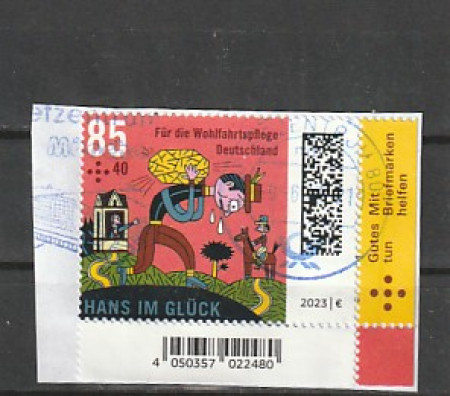 85
+ 40
Für die Wohlfahrtspflege
Deutschland
HANS IM GLÜCK
2023 | €
Gutes
tun
Mit
Briefmarken
helfen
4 050357 022480